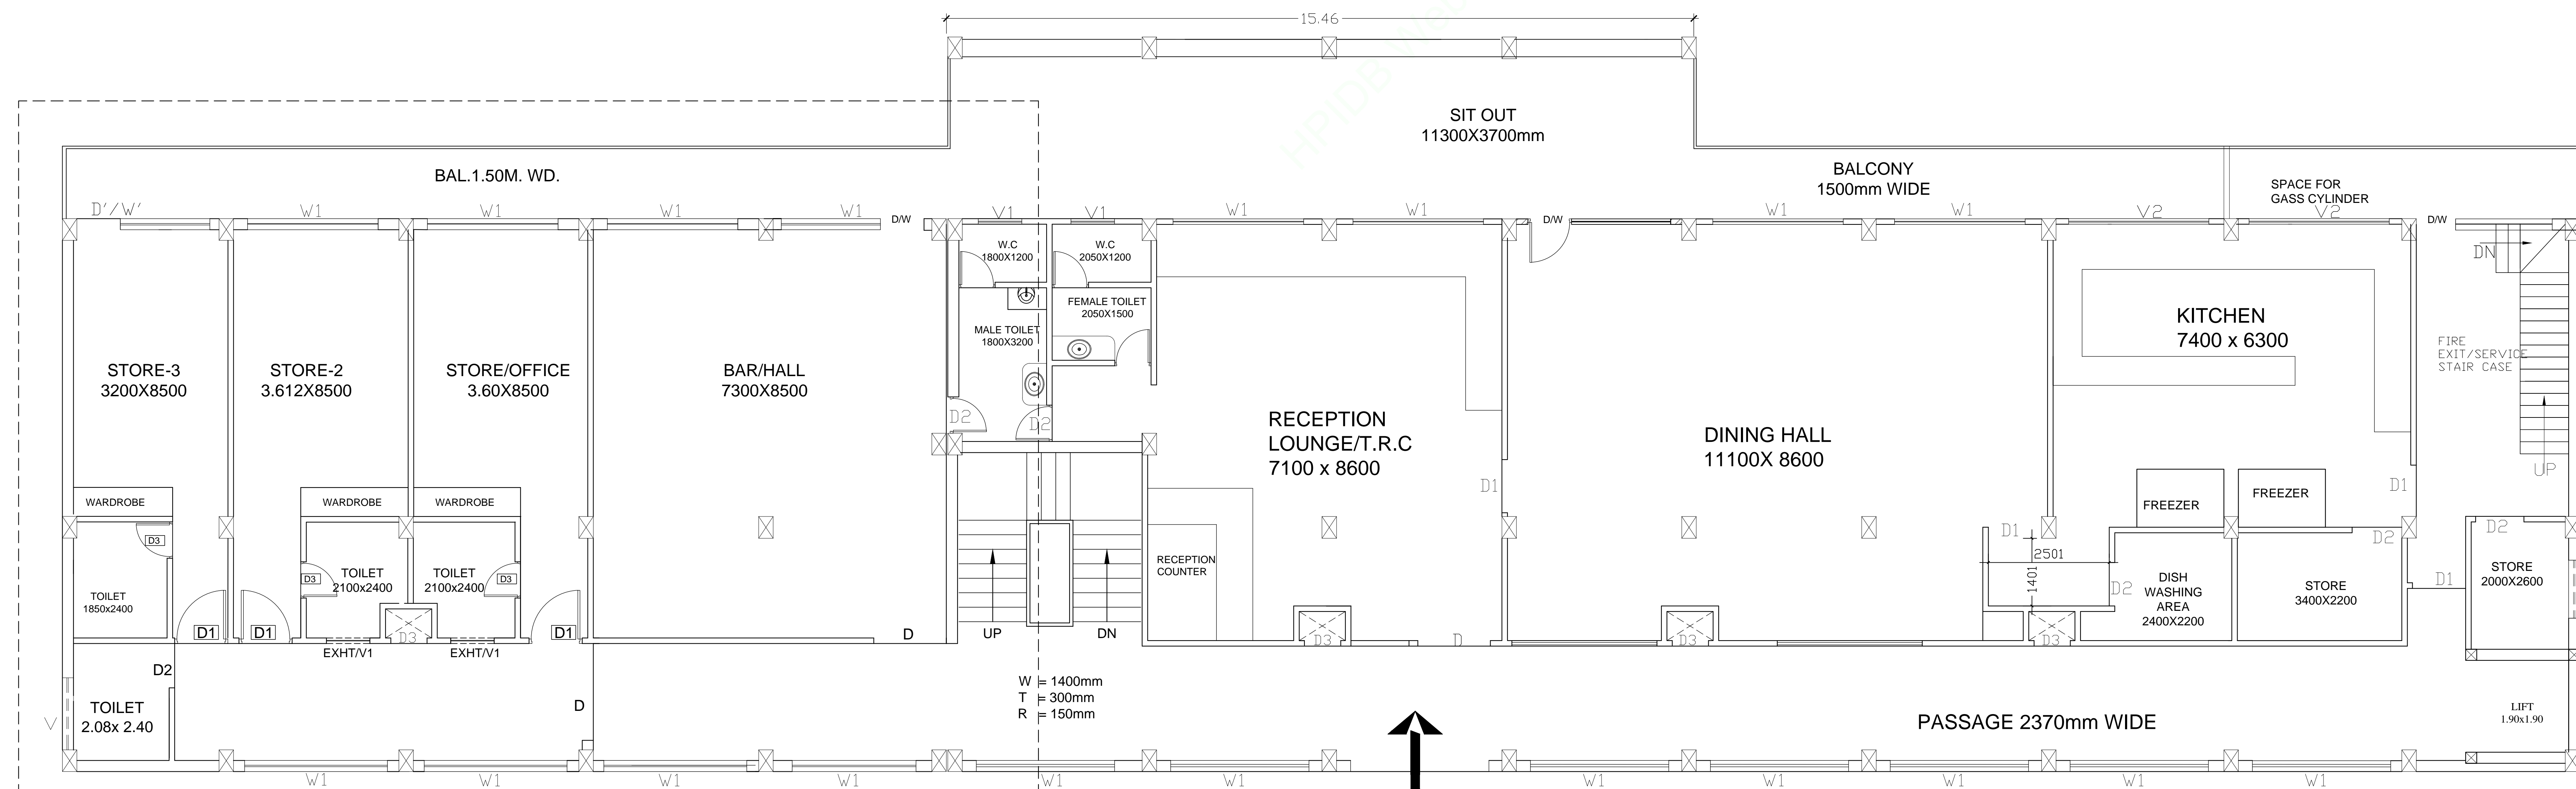 15.46
HPIDB Web
SIT OUT
11300X3700mm
BAL.1.50M. WD.
BALCONY
1500mm WIDE
SPACE FOR
GASS CYLINDER
D'/W'
W1
W1
W1
W1
D/W
V1
V1
W1
W1
D/W
W1
W1
V2
V2
D/W
W.C
1800X1200
W.C
2050X1200
DN
FEMALE TOILET
2050X1500
MALE TOILET
1800X3200
KITCHEN
7400 x 6300
FIRE
EXIT/SERVICE
STAIR CASE
STORE-3
3200X8500
STORE-2
3.612X8500
STORE/OFFICE
3.60X8500
BAR/HALL
7300X8500
D2
D2
RECEPTION
LOUNGE/T.R.C
7100 x 8600
DINING HALL
11100X 8600
UP
D1
D1
WARDROBE
WARDROBE
WARDROBE
FREEZER
FREEZER
D3
D1
D2
D2
RECEPTION
COUNTER
2501
1401
D3
TOILET
2100x2400
TOILET
2100x2400
D3
TOILET
1850x2400
D2
DISH
WASHING
AREA
2400X2200
STORE
3400X2200
D1
STORE
2000X2600
D1
D1
D3
D1
D
UP
DN
D3
D
D3
D3
EXHT/V1
EXHT/V1
D2
W = 1400mm
T = 300mm
R = 150mm
TOILET
2.08x 2.40
V
D
PASSAGE 2370mm WIDE
LIFT
1.90x1.90
W1
W1
W1
W1
W1
W1
W1
W1
W1
W1
W1